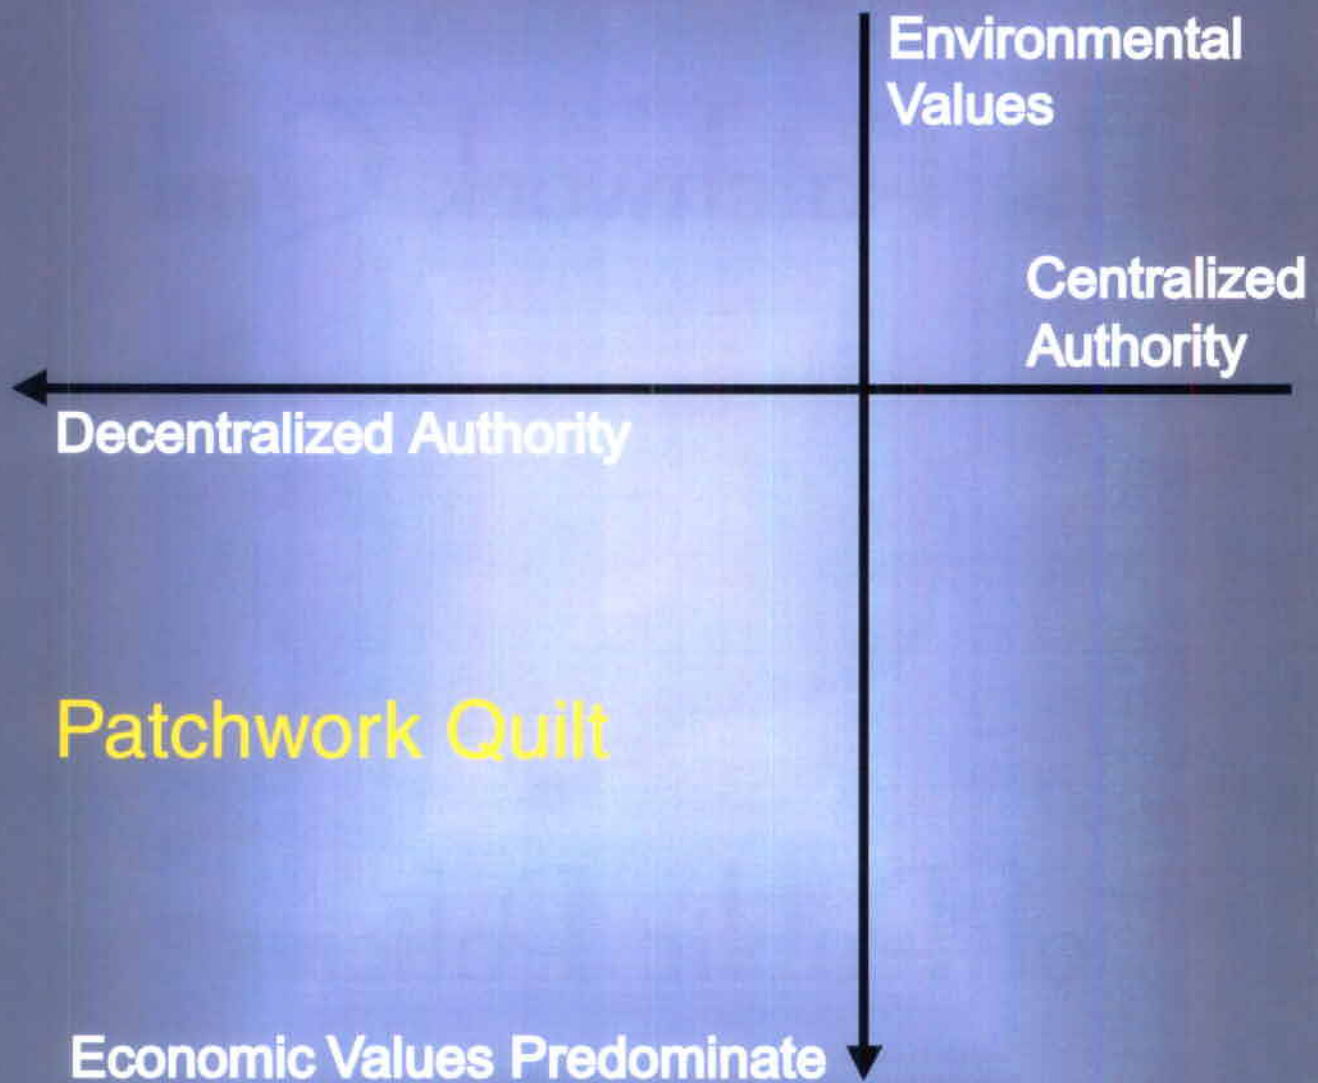 Environmental
Values
Centralized
Authority
Decentralized Authority
Patchwork Quilt
Economic Values Predominate